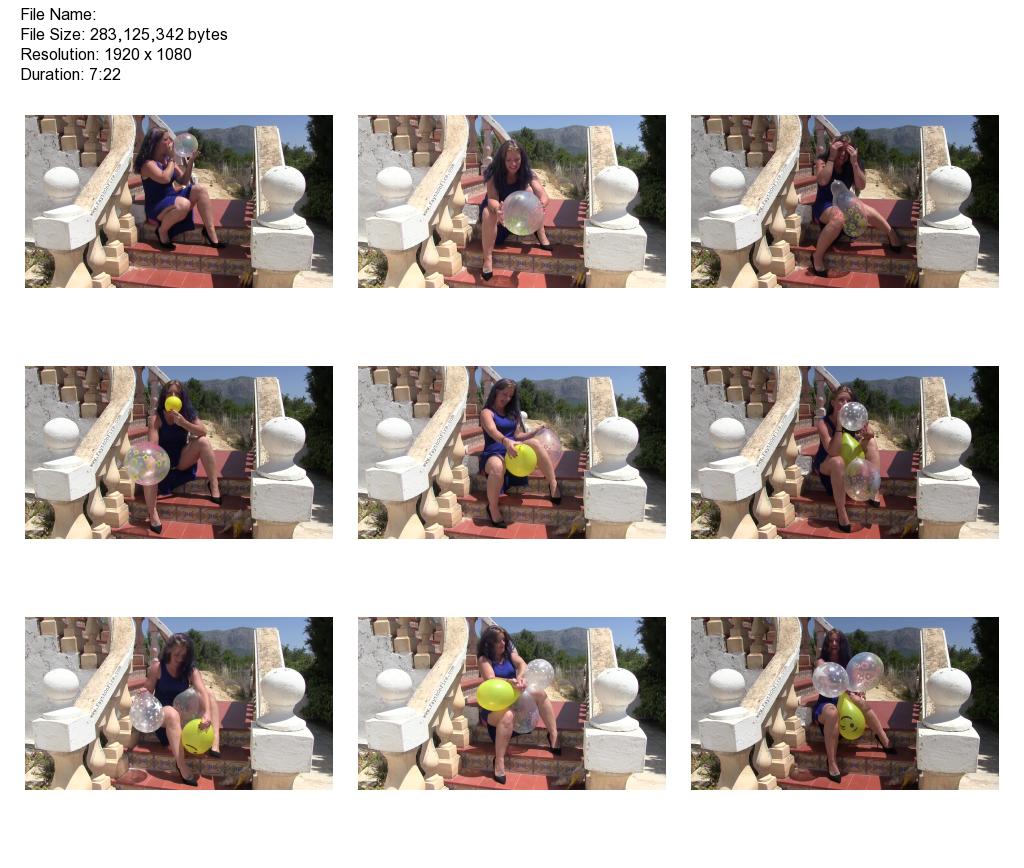 File Name:
File Size: 283,125,342 bytes
Resolution: 1920 x 1080
Duration: 7:22